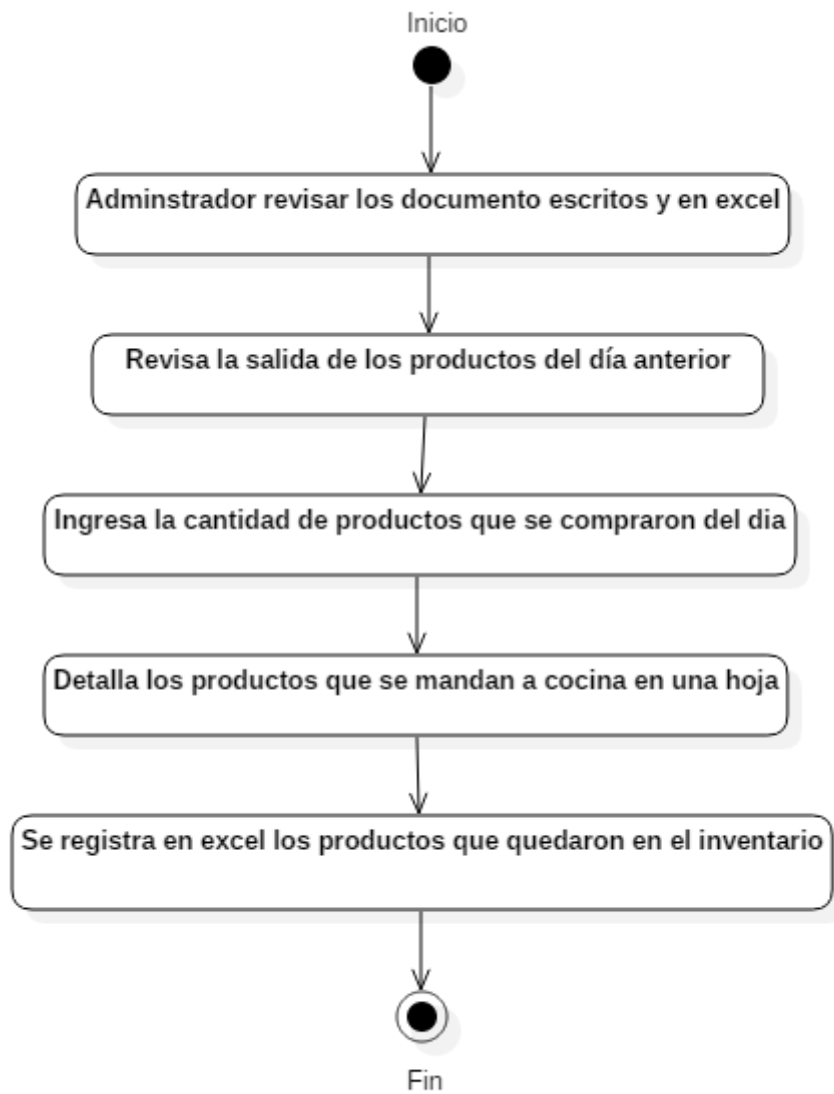 Inicio
Adminstrador revisar los documento escritos y en excel
Revisa la salida de los productos del día anterior
Ingresa la cantidad de productos que se compraron del dia
Detalla los productos que se mandan a cocina en una hoja
Se registra en excel los productos que quedaron en el inventario
Fin